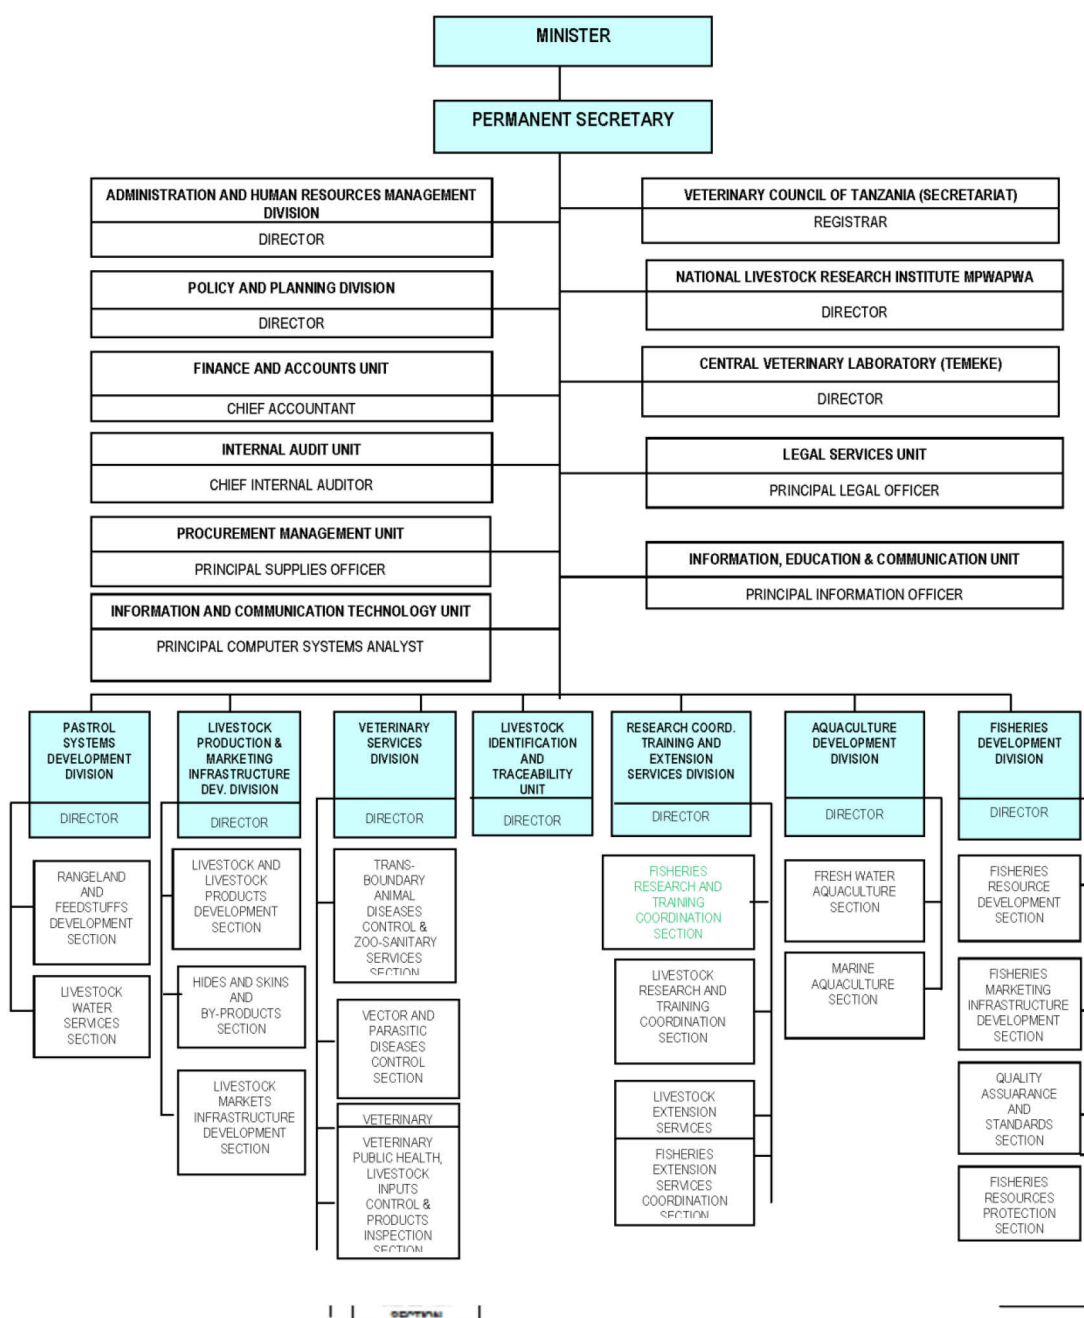 MINISTER
PERMANENT SECRETARY
ADMINISTRATION AND HUMAN RESOURCES MANAGEMENT
DIVISION
DIRECTOR
POLICY AND PLANNING DIVISION
DIRECTOR
FINANCE AND ACCOUNTS UNIT
CHIEF ACCOUNTANT
INTERNAL AUDIT UNIT
CHIEF INTERNAL AUDITOR
PROCUREMENT MANAGEMENT UNIT
PRINCIPAL SUPPLIES OFFICER
INFORMATION AND COMMUNICATION TECHNOLOGY UNIT
PRINCIPAL COMPUTER SYSTEMS ANALYST
VETERINARY COUNCIL OF TANZANIA (SECRETARIAT)
REGISTRAR
NATIONAL LIVESTOCK RESEARCH INSTITUTE MPWAPWA
DIRECTOR
CENTRAL VETERINARY LABORATORY (TEMEKE)
DIRECTOR
LEGAL SERVICES UNIT
PRINCIPAL LEGAL OFFICER
INFORMATION, EDUCATION & COMMUNICATION UNIT
PRINCIPAL INFORMATION OFFICER
PASTROL
SYSTEMS
DEVELOPMENT
DIVISION
DIRECTOR
RANGELAND
AND
FEEDSTUFFS
DEVELOPMENT
SECTION
LIVESTOCK
WATER
SERVICES
SECTION
LIVESTOCK
PRODUCTION &
MARKETING
INFRASTRUCTURE
DEV. DIVISION
DIRECTOR
LIVESTOCK AND
LIVESTOCK
PRODUCTS
DEVELOPMENT
SECTION
HIDES AND SKINS
AND
BY-PRODUCTS
SECTION
LIVESTOCK
MARKETS
INFRASTRUCTURE
DEVELOPMENT
SECTION
VETERINARY
SERVICES
DIVISION
DIRECTOR
TRANS-
BOUNDARY
ANIMAL
DISEASES
CONTROL &
ZOO-SANITARY
SERVICES
SECTION
VECTOR AND
PARASITIC
DISEASES
CONTROL
SECTION
VETERINARY
VETERINARY
PUBLIC HEALTH,
LIVESTOCK
INPUTS
CONTROL &
PRODUCTS
INSPECTION
SECTION
LIVESTOCK
IDENTIFICATION
AND
TRACEABILITY
UNIT
DIRECTOR
RESEARCH COORD.
TRAINING AND
EXTENSION
SERVICES DIVISION
DIRECTOR
FISHERIES
RESEARCH AND
TRAINING
COORDINATION
SECTION
LIVESTOCK
RESEARCH AND
TRAINING
COORDINATION
SECTION
LIVESTOCK
EXTENSION
SERVICES
FISHERIES
EXTENSION
SERVICES
COORDINATION
SECTION
AQUACULTURE
DEVELOPMENT
DIVISION
DIRECTOR
FRESH WATER
AQUACULTURE
SECTION
MARINE
AQUACULTURE
SECTION
FISHERIES
DEVELOPMENT
DIVISION
DIRECTOR
FISHERIES
RESOURCE
DEVELOPMENT
SECTION
FISHERIES
MARKETING
INFRASTRUCTURE
DEVELOPMENT
SECTION
QUALITY
ASSUARANCE
AND
STANDARDS
SECTION
FISHERIES
RESOURCES
PROTECTION
SECTION
SECTION